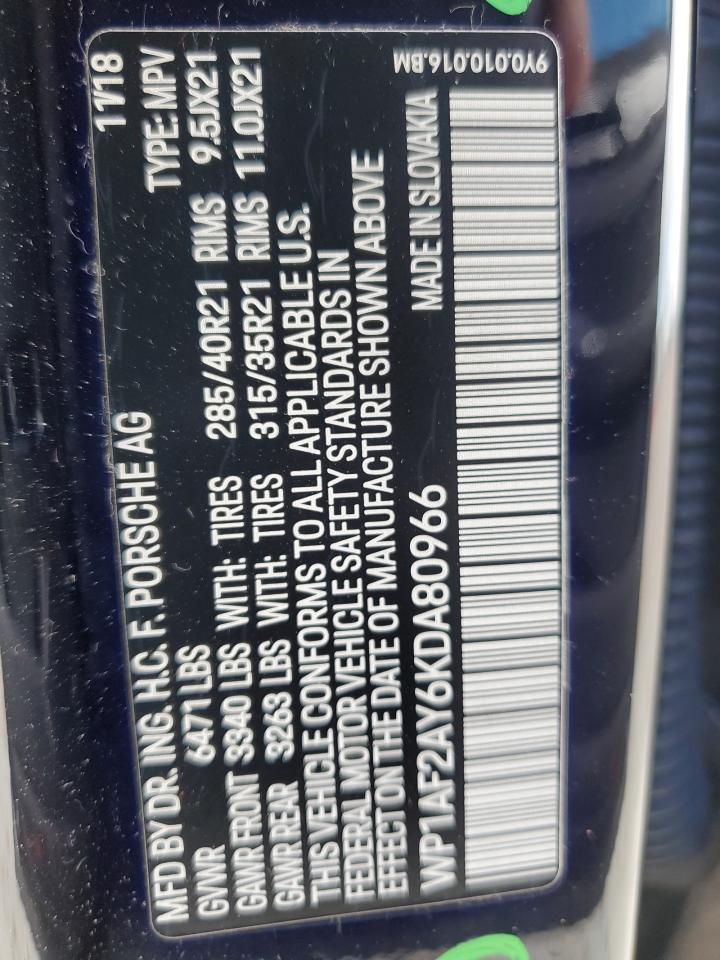 MFD BY DR. ING. H.C. F. PORSCHE AG 11/18
GVWR 6471 LBS TYPE: MPV
GAWR FRONT 3340 LBS WITH: TIRES 285/40R21 RIMS 9.5JX21
GAWR REAR 3263 LBS WITH: TIRES 315/35R21 RIMS 11.0JX21
THIS VEHICLE CONFORMS TO ALL APPLICABLE U.S.
FEDERAL MOTOR VEHICLE SAFETY STANDARDS IN
EFFECT ON THE DATE OF MANUFACTURE SHOWN ABOVE
WP1AF2AY6KDA80966 MADE IN SLOVAKIA
9Y0.010.016.BM